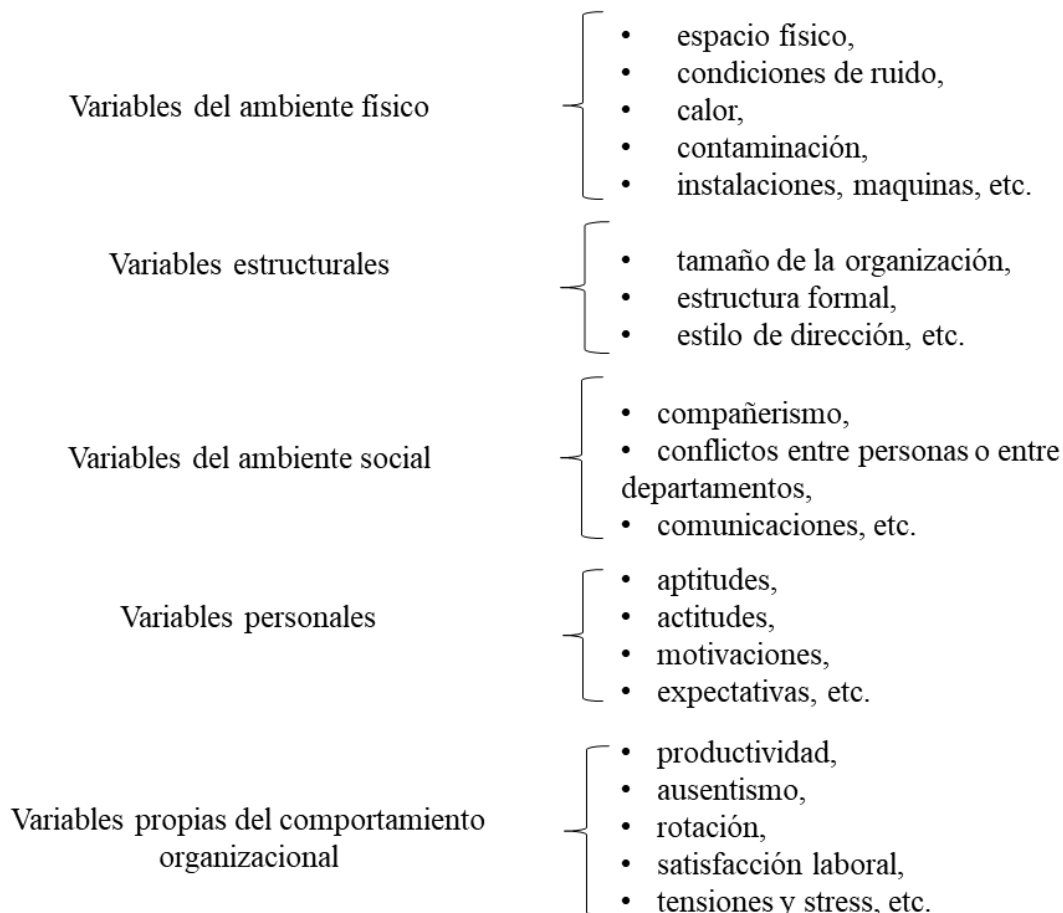 Variables del ambiente físico
• espacio físico,
• condiciones de ruido,
• calor,
• contaminación,
• instalaciones, maquinas, etc.
Variables estructurales
• tamaño de la organización,
• estructura formal,
• estilo de dirección, etc.
Variables del ambiente social
• compañerismo,
• conflictos entre personas o entre
departamentos,
• comunicaciones, etc.
Variables personales
• aptitudes,
• actitudes,
• motivaciones,
• expectativas, etc.
Variables propias del comportamiento
organizacional
• productividad,
• ausentismo,
• rotación,
• satisfacción laboral,
• tensiones y stress, etc.